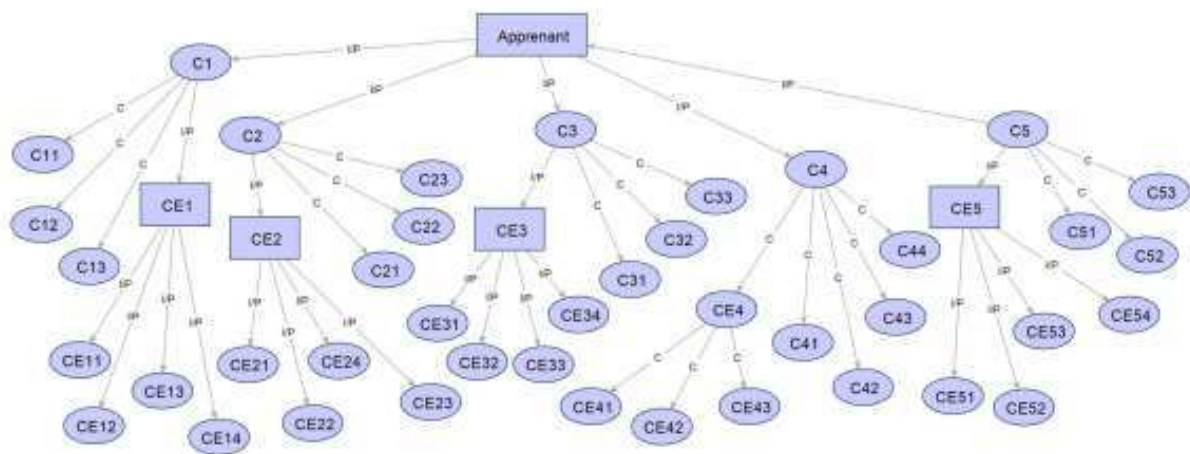 Apprenant
I/P
C1
I/P
I/P
I/P
I/P
C
C
C
I/P
C11
C12
C13
CE1
I/P
I/P
I/P
I/P
CE11
CE12
CE13
CE14
C2
I/P
C
C
C
C23
C22
C21
CE2
I/P
I/P
I/P
I/P
CE21
CE22
CE24
CE23
C3
I/P
C
C
C
C33
C32
C31
CE3
I/P
I/P
I/P
I/P
CE31
CE32
CE33
CE34
C4
C
C
C
C
C
C44
C43
C42
C41
CE4
C
C
C
CE41
CE42
CE43
C5
I/P
C
C
C
C53
C52
C51
CE5
I/P
I/P
I/P
I/P
CE51
CE52
CE53
CE54